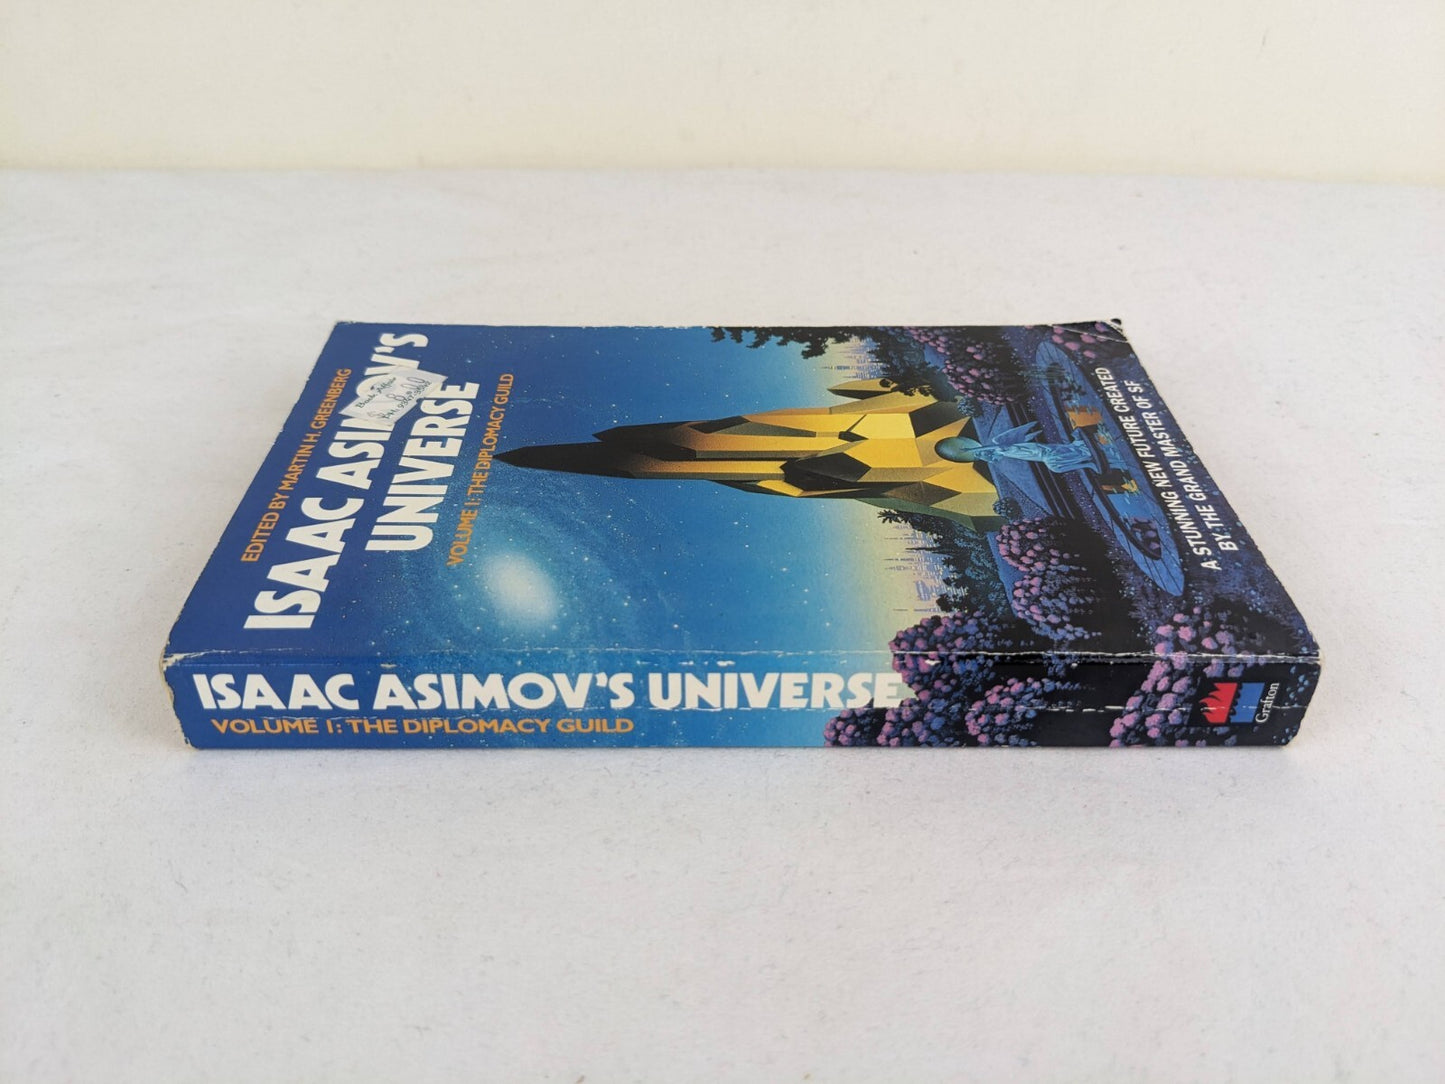 EDITED BY MARTIN H. GREENBERG
ISAAC ASIMOV'S
UNIVERSE
VOLUME 1: THE DIPLOMACY GUILD
A STUNNING NEW FUTURE CREATED
BY THE GRAND MASTER OF SF
ISAAC ASIMOV'S UNIVERSE
VOLUME 1: THE DIPLOMACY GUILD
Grafton